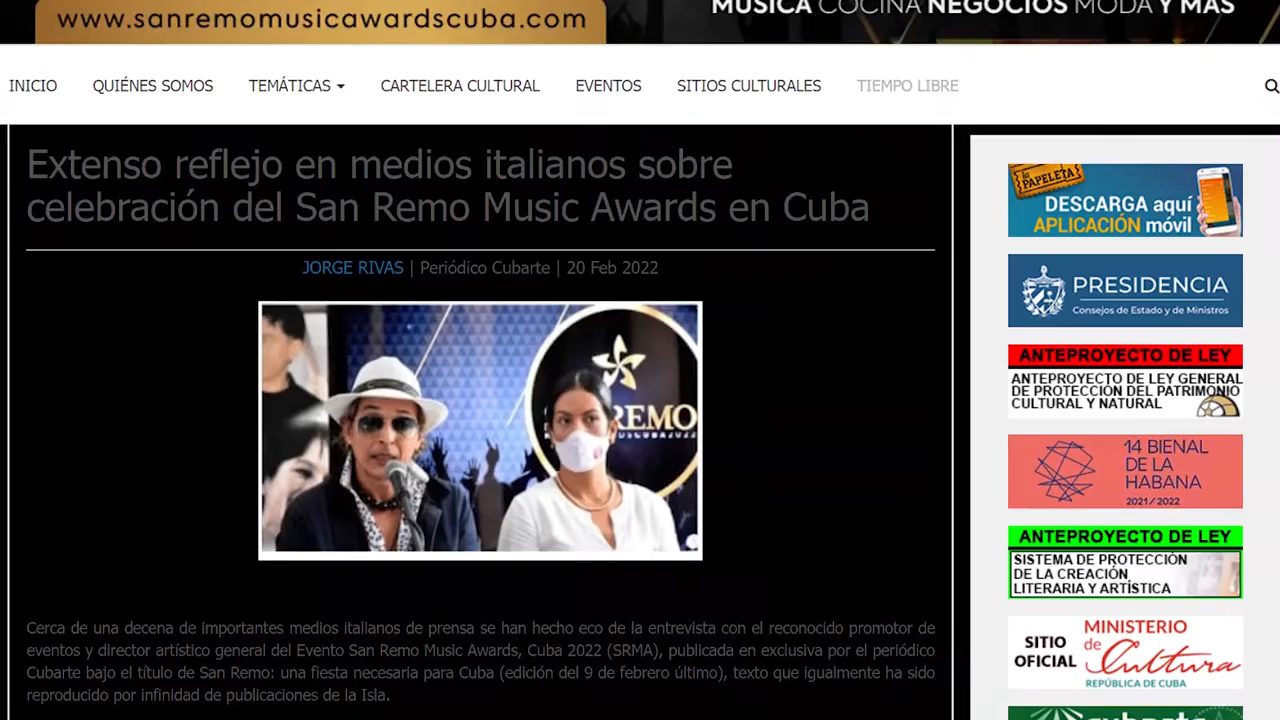 www.sanremomusicawardscuba.com
MÚSICA COCINA NEGOCIOS MODA Y MÁS
INICIO
QUIÉNES SOMOS
TEMÁTICAS
CARTELERA CULTURAL
EVENTOS
SITIOS CULTURALES
TIEMPO LIBRE
Extenso reflejo en medios italianos sobre
celebración del San Remo Music Awards en Cuba
JORGE RIVAS | Periódico Cubarte | 20 Feb 2022
REMO
Cerca de una decena de importantes medios italianos de prensa se han hecho eco de la entrevista con el reconocido promotor de
eventos y director artístico general del Evento San Remo Music Awards, Cuba 2022 (SRMA), publicada en exclusiva por el periódico
Cubarte bajo el título de San Remo: una fiesta necesaria para Cuba (edición del 9 de febrero último), texto que igualmente ha sido
reproducido por infinidad de publicaciones de la Isla.
la PAPELETA
DESCARGA aquí
APLICACIÓN móvil
PRESIDENCIA
Consejos de Estado y de Ministros
ANTEPROYECTO DE LEY
ANTEPROYECTO DE LEY GENERAL
DE PROTECCIÓN DEL PATRIMONIO
CULTURAL Y NATURAL
14 BIENAL
DE LA
HABANA
2021/2022
ANTEPROYECTO DE LEY
SISTEMA DE PROTECCIÓN
DE LA CREACIÓN
LITERARIA Y ARTÍSTICA
SITIO
OFICIAL
MINISTERIO
de Cultura
REPÚBLICA DE CUBA